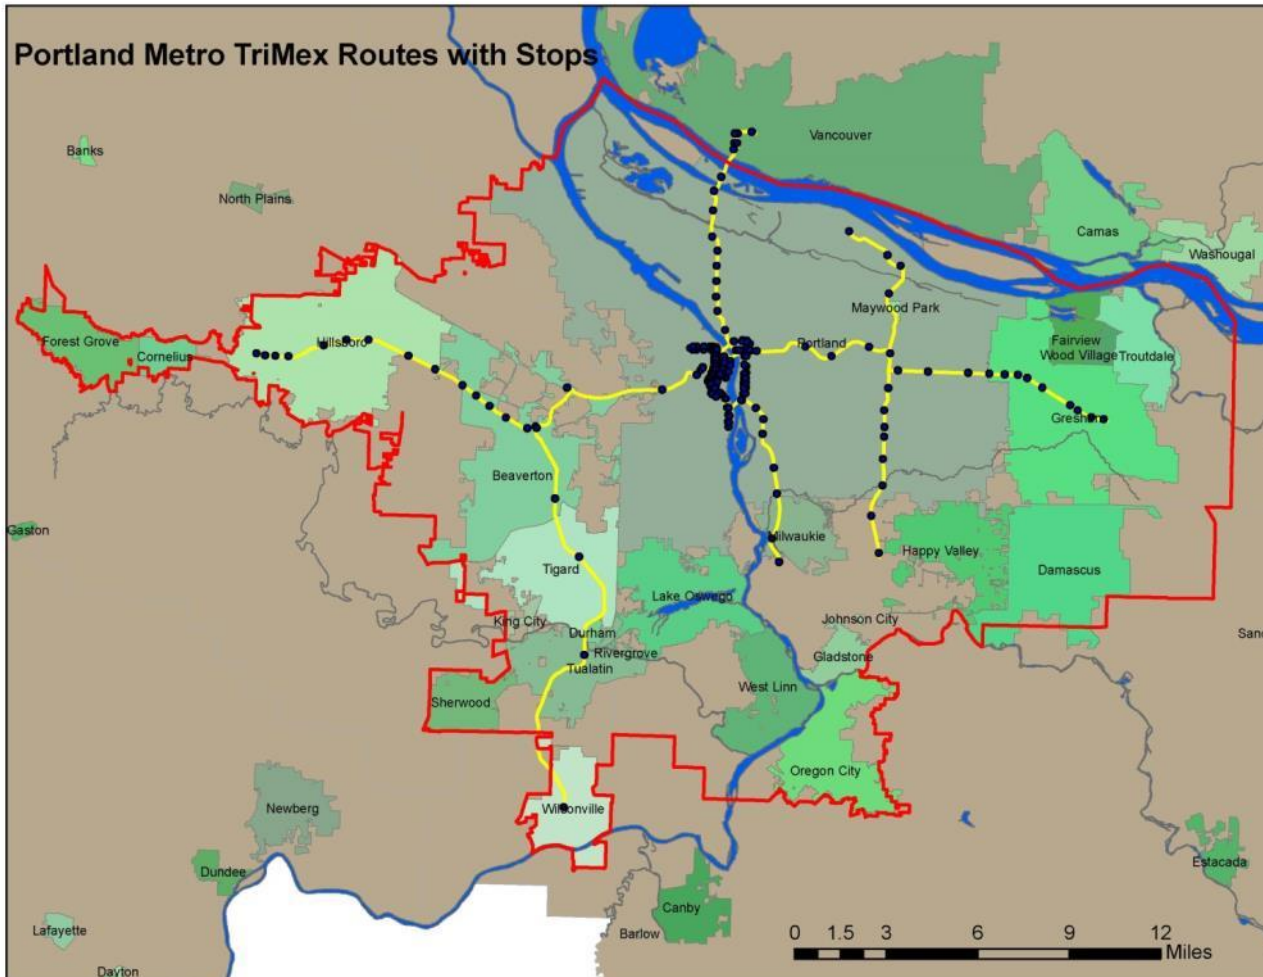 Portland Metro TriMex Routes with Stops
Vancouver
Banks
North Plains
Camas
Washougal
Maywood Park
Forest Grove
Cornelius
Hillsboro
Portland
Fairview
Wood Village
Troutdale
Gresham
Beaverton
Gaston
Milwaukie
Happy Valley
Tigard
Damascus
Lake Oswego
King City
Johnson City
Durham
Sand
Rivergrove
Gladstone
Tualatin
West Linn
Sherwood
Oregon City
Newberg
Wilsonville
Dundee
Estacada
Canby
Lafayette
Barlow
0 1.5 3 6 9 12
Miles
Dayton